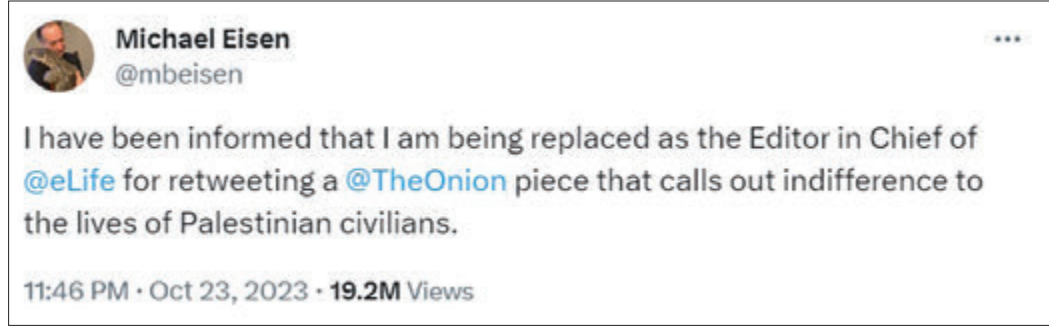 Michael Eisen
@mbeisen
I have been informed that I am being replaced as the Editor in Chief of
@eLife for retweeting a @TheOnion piece that calls out indifference to
the lives of Palestinian civilians.
11:46 PM · Oct 23, 2023 · 19.2M Views